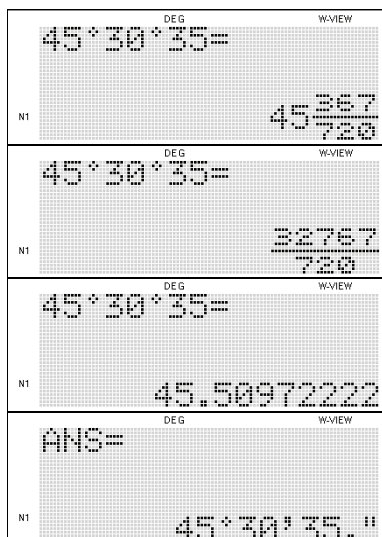 DEG W-VIEW
45°30°35=
N1 45 367/720
DEG W-VIEW
45°30°35=
N1 32767/720
DEG W-VIEW
45°30°35=
N1 45.50972222
DEG W-VIEW
ANS=
N1 45°30'35."